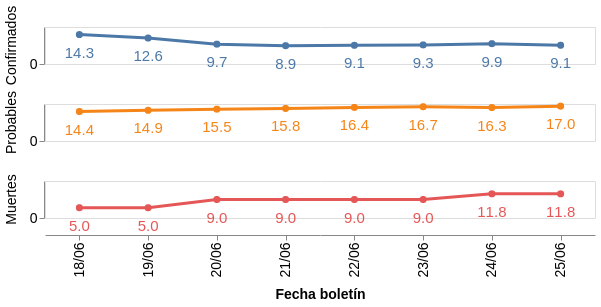 Confirmados
0
14.3 12.6 9.7 8.9 9.1 9.3 9.9 9.1
Probables
0
14.4 14.9 15.5 15.8 16.4 16.7 16.3 17.0
Muertes
0
5.0 5.0 9.0 9.0 9.0 9.0 11.8 11.8
18/06 19/06 20/06 21/06 22/06 23/06 24/06 25/06
Fecha boletín